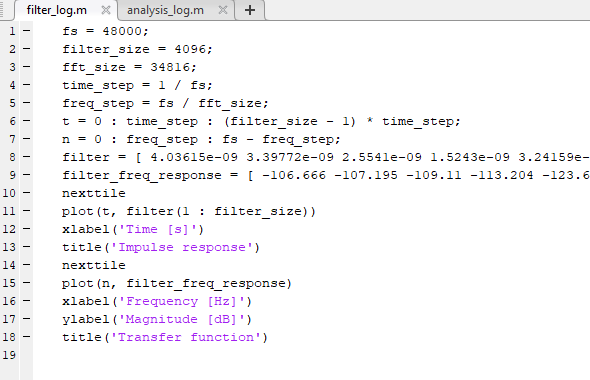 filter_log.m analysis_log.m
1 fs = 48000;
2 filter_size = 4096;
3 fft_size = 34816;
4 time_step = 1 / fs;
5 freq_step = fs / fft_size;
6 t = 0 : time_step : (filter_size - 1) * time_step;
7 n = 0 : freq_step : fs - freq_step;
8 filter = [ 4.03615e-09 3.39772e-09 2.5541e-09 1.5243e-09 3.24159e-
9 filter_freq_response = [ -106.666 -107.195 -109.11 -113.204 -123.6
10 nexttile
11 plot(t, filter(1 : filter_size))
12 xlabel('Time [s]')
13 title('Impulse response')
14 nexttile
15 plot(n, filter_freq_response)
16 xlabel('Frequency [Hz]')
17 ylabel('Magnitude [dB]')
18 title('Transfer function')
19